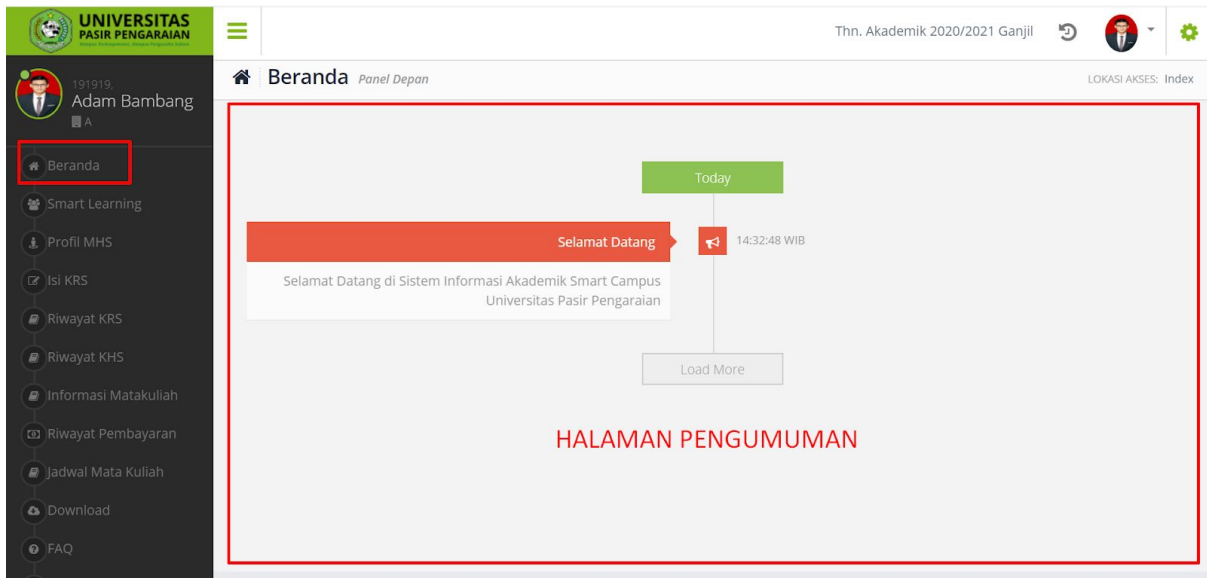 UNIVERSITAS
PASIR PENGARAIAN
Thn. Akademik 2020/2021 Ganjil
191919,
Adam Bambang
A
Beranda Panel Depan
LOKASI AKSES: Index
Beranda
Smart Learning
Profil MHS
Isi KRS
Riwayat KRS
Riwayat KHS
Informasi Matakuliah
Riwayat Pembayaran
Jadwal Mata Kuliah
Download
FAQ
Today
Selamat Datang
14:32:48 WIB
Selamat Datang di Sistem Informasi Akademik Smart Campus
Universitas Pasir Pengaraian
Load More
HALAMAN PENGUMUMAN